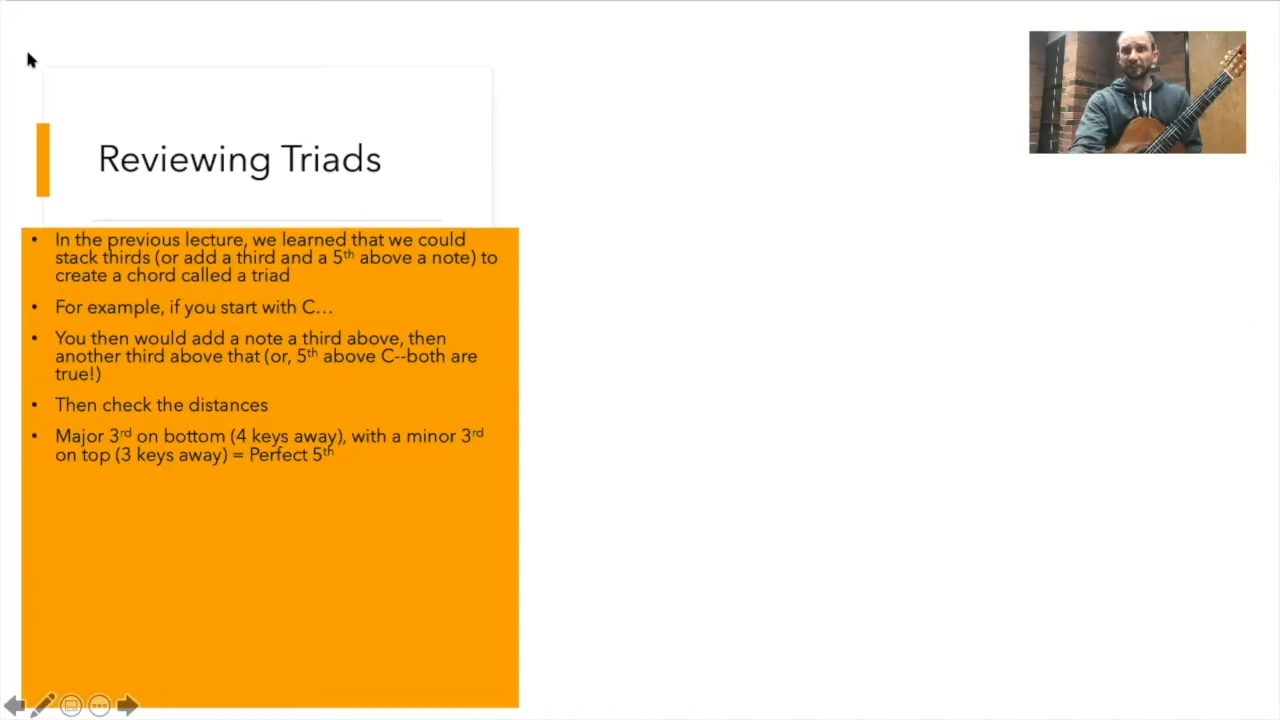 Reviewing Triads
• In the previous lecture, we learned that we could
stack thirds (or add a third and a 5th above a note) to
create a chord called a triad
• For example, if you start with C…
• You then would add a note a third above, then
another third above that (or, 5th above C--both are
true!)
• Then check the distances
• Major 3rd on bottom (4 keys away), with a minor 3rd
on top (3 keys away) = Perfect 5th